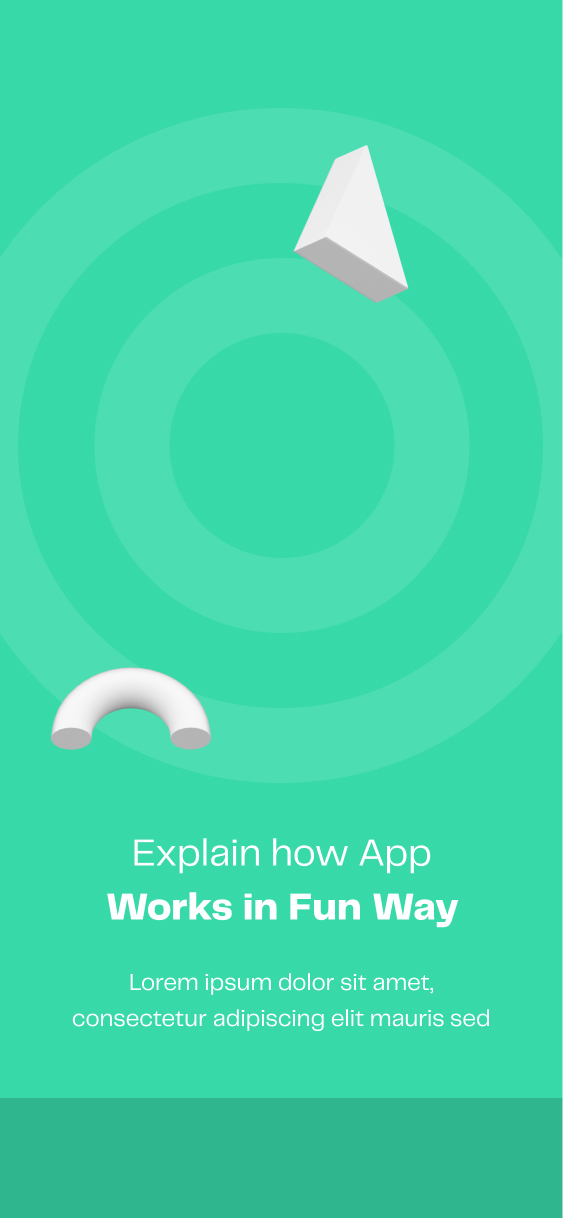 Explain how App
Works in Fun Way
Lorem ipsum dolor sit amet,
consectetur adipiscing elit mauris sed